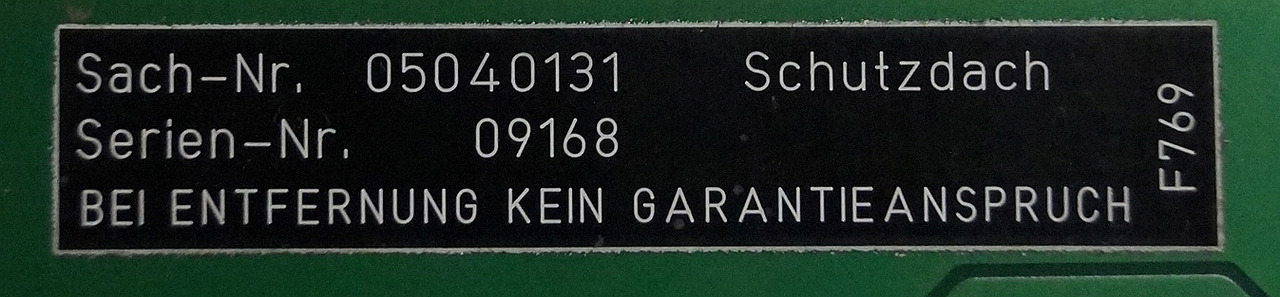 Sach-Nr. 05040131 Schutzdach
Serien-Nr. 09168
BEI ENTFERNUNG KEIN GARANTIEANSPRUCH
F769